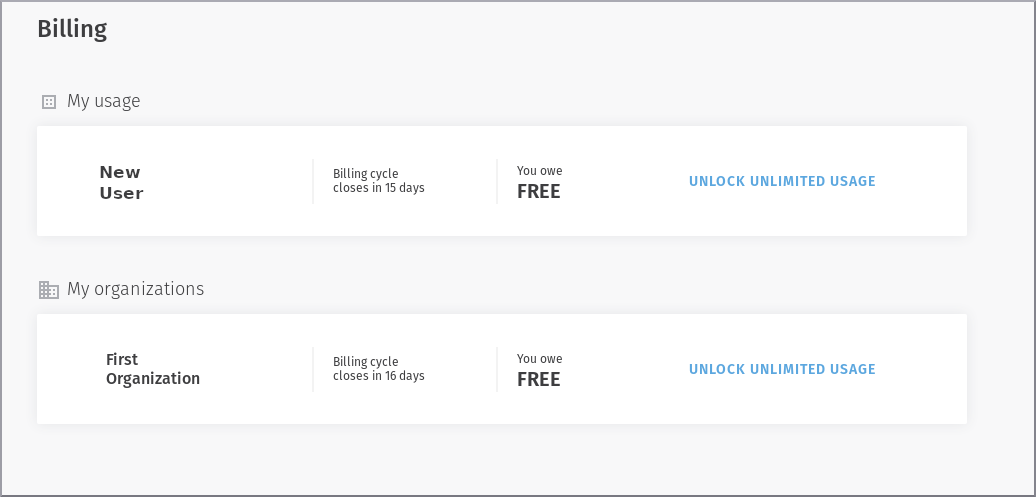 Billing
My usage
New
User
Billing cycle
closes in 15 days
You owe
FREE
UNLOCK UNLIMITED USAGE
My organizations
First
Organization
Billing cycle
closes in 16 days
You owe
FREE
UNLOCK UNLIMITED USAGE